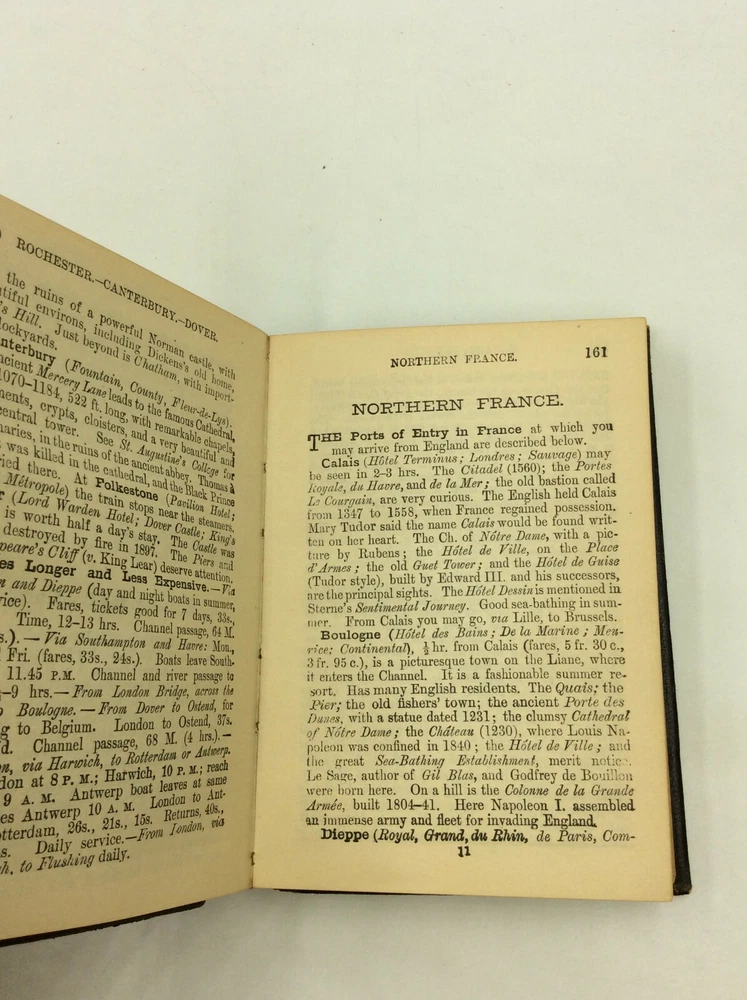 ) ROCHESTER.—CANTERBURY.—DOVER.
the ruins of a powerful Norman castle, with
tiful environs, including Dickens's old home,
's Hill. Just beyond is Chatham, with import-
lockyards.
nterbury (Fountain, County, Fleur-de-Lys).
ncient Mercery Lane leads to the famous Cathedral,
1070–1184, 522 ft. long, with remarkable chapels,
ments, crypts, cloisters, and a very beautiful and
central tower. See St. Augustine's College for
naries, in the ruins of the ancient abbey. Thomas à
was killed in the cathedral, and the Black Prince
ried there. At Folkestone (Pavilion Hotel;
Métropole) the train stops near the steamers.
r (Lord Warden Hotel; Dover Castle; King's
is worth half a day's stay. The Castle was
destroyed by fire in 1897. The Piers and
peare's Cliff (v. King Lear) deserve attention.
es Longer and Less Expensive.—Via
n and Dieppe (day and night boats in summer,
rice). Fares, tickets good for 7 days, 33s.,
Time, 12–13 hrs. Channel passage, 64 M.
s.).—Via Southampton and Havre: Mon.,
Fri. (fares, 33s., 24s.). Boats leave South-
11.45 P.M. Channel and river passage to
–9 hrs.—From London Bridge, across the
o Boulogne.—From Dover to Ostend, for
g to Belgium. London to Ostend, 37s.
d. Channel passage, 68 M. (4 hrs.).—
n, via Harwich, to Rotterdam or Antwerp.
don at 8 P. M.; Harwich, 10 P. M.; reach
9 A. M. Antwerp boat leaves at same
es Antwerp 10 A. M. London to Ant-
otterdam, 26s., 21s., 15s. Returns, 40s.,
s. Daily service.—From London, via
h, to Flushing daily.
NORTHERN FRANCE. 161
NORTHERN FRANCE.
THE Ports of Entry in France at which you
may arrive from England are described below.
Calais (Hôtel Terminus; Londres; Sauvage) may
be seen in 2–3 hrs. The Citadel (1560); the Portes
Royale, du Havre, and de la Mer; the old bastion called
Le Courgain, are very curious. The English held Calais
from 1347 to 1558, when France regained possession.
Mary Tudor said the name Calais would be found writ-
ten on her heart. The Ch. of Nôtre Dame, with a pic-
ture by Rubens; the Hôtel de Ville, on the Place
d'Armes; the old Guet Tower; and the Hôtel de Guise
(Tudor style), built by Edward III. and his successors,
are the principal sights. The Hôtel Dessin is mentioned in
Sterne's Sentimental Journey. Good sea-bathing in sum-
mer. From Calais you may go, via Lille, to Brussels.
Boulogne (Hôtel des Bains; De la Marine; Meu-
rice; Continental), ½ hr. from Calais (fares, 5 fr. 30 c.,
3 fr. 95 c.), is a picturesque town on the Liane, where
it enters the Channel. It is a fashionable summer re-
sort. Has many English residents. The Quais; the
Pier; the old fishers' town; the ancient Porte des
Dunes, with a statue dated 1231; the clumsy Cathedral
of Nôtre Dame; the Château (1230), where Louis Na-
poleon was confined in 1840; the Hôtel de Ville; and
the great Sea-Bathing Establishment, merit notice.
Le Sage, author of Gil Blas, and Godfrey de Bouillon
were born here. On a hill is the Colonne de la Grande
Armée, built 1804–41. Here Napoleon I. assembled
an immense army and fleet for invading England.
Dieppe (Royal, Grand, du Rhin, de Paris, Com-
11